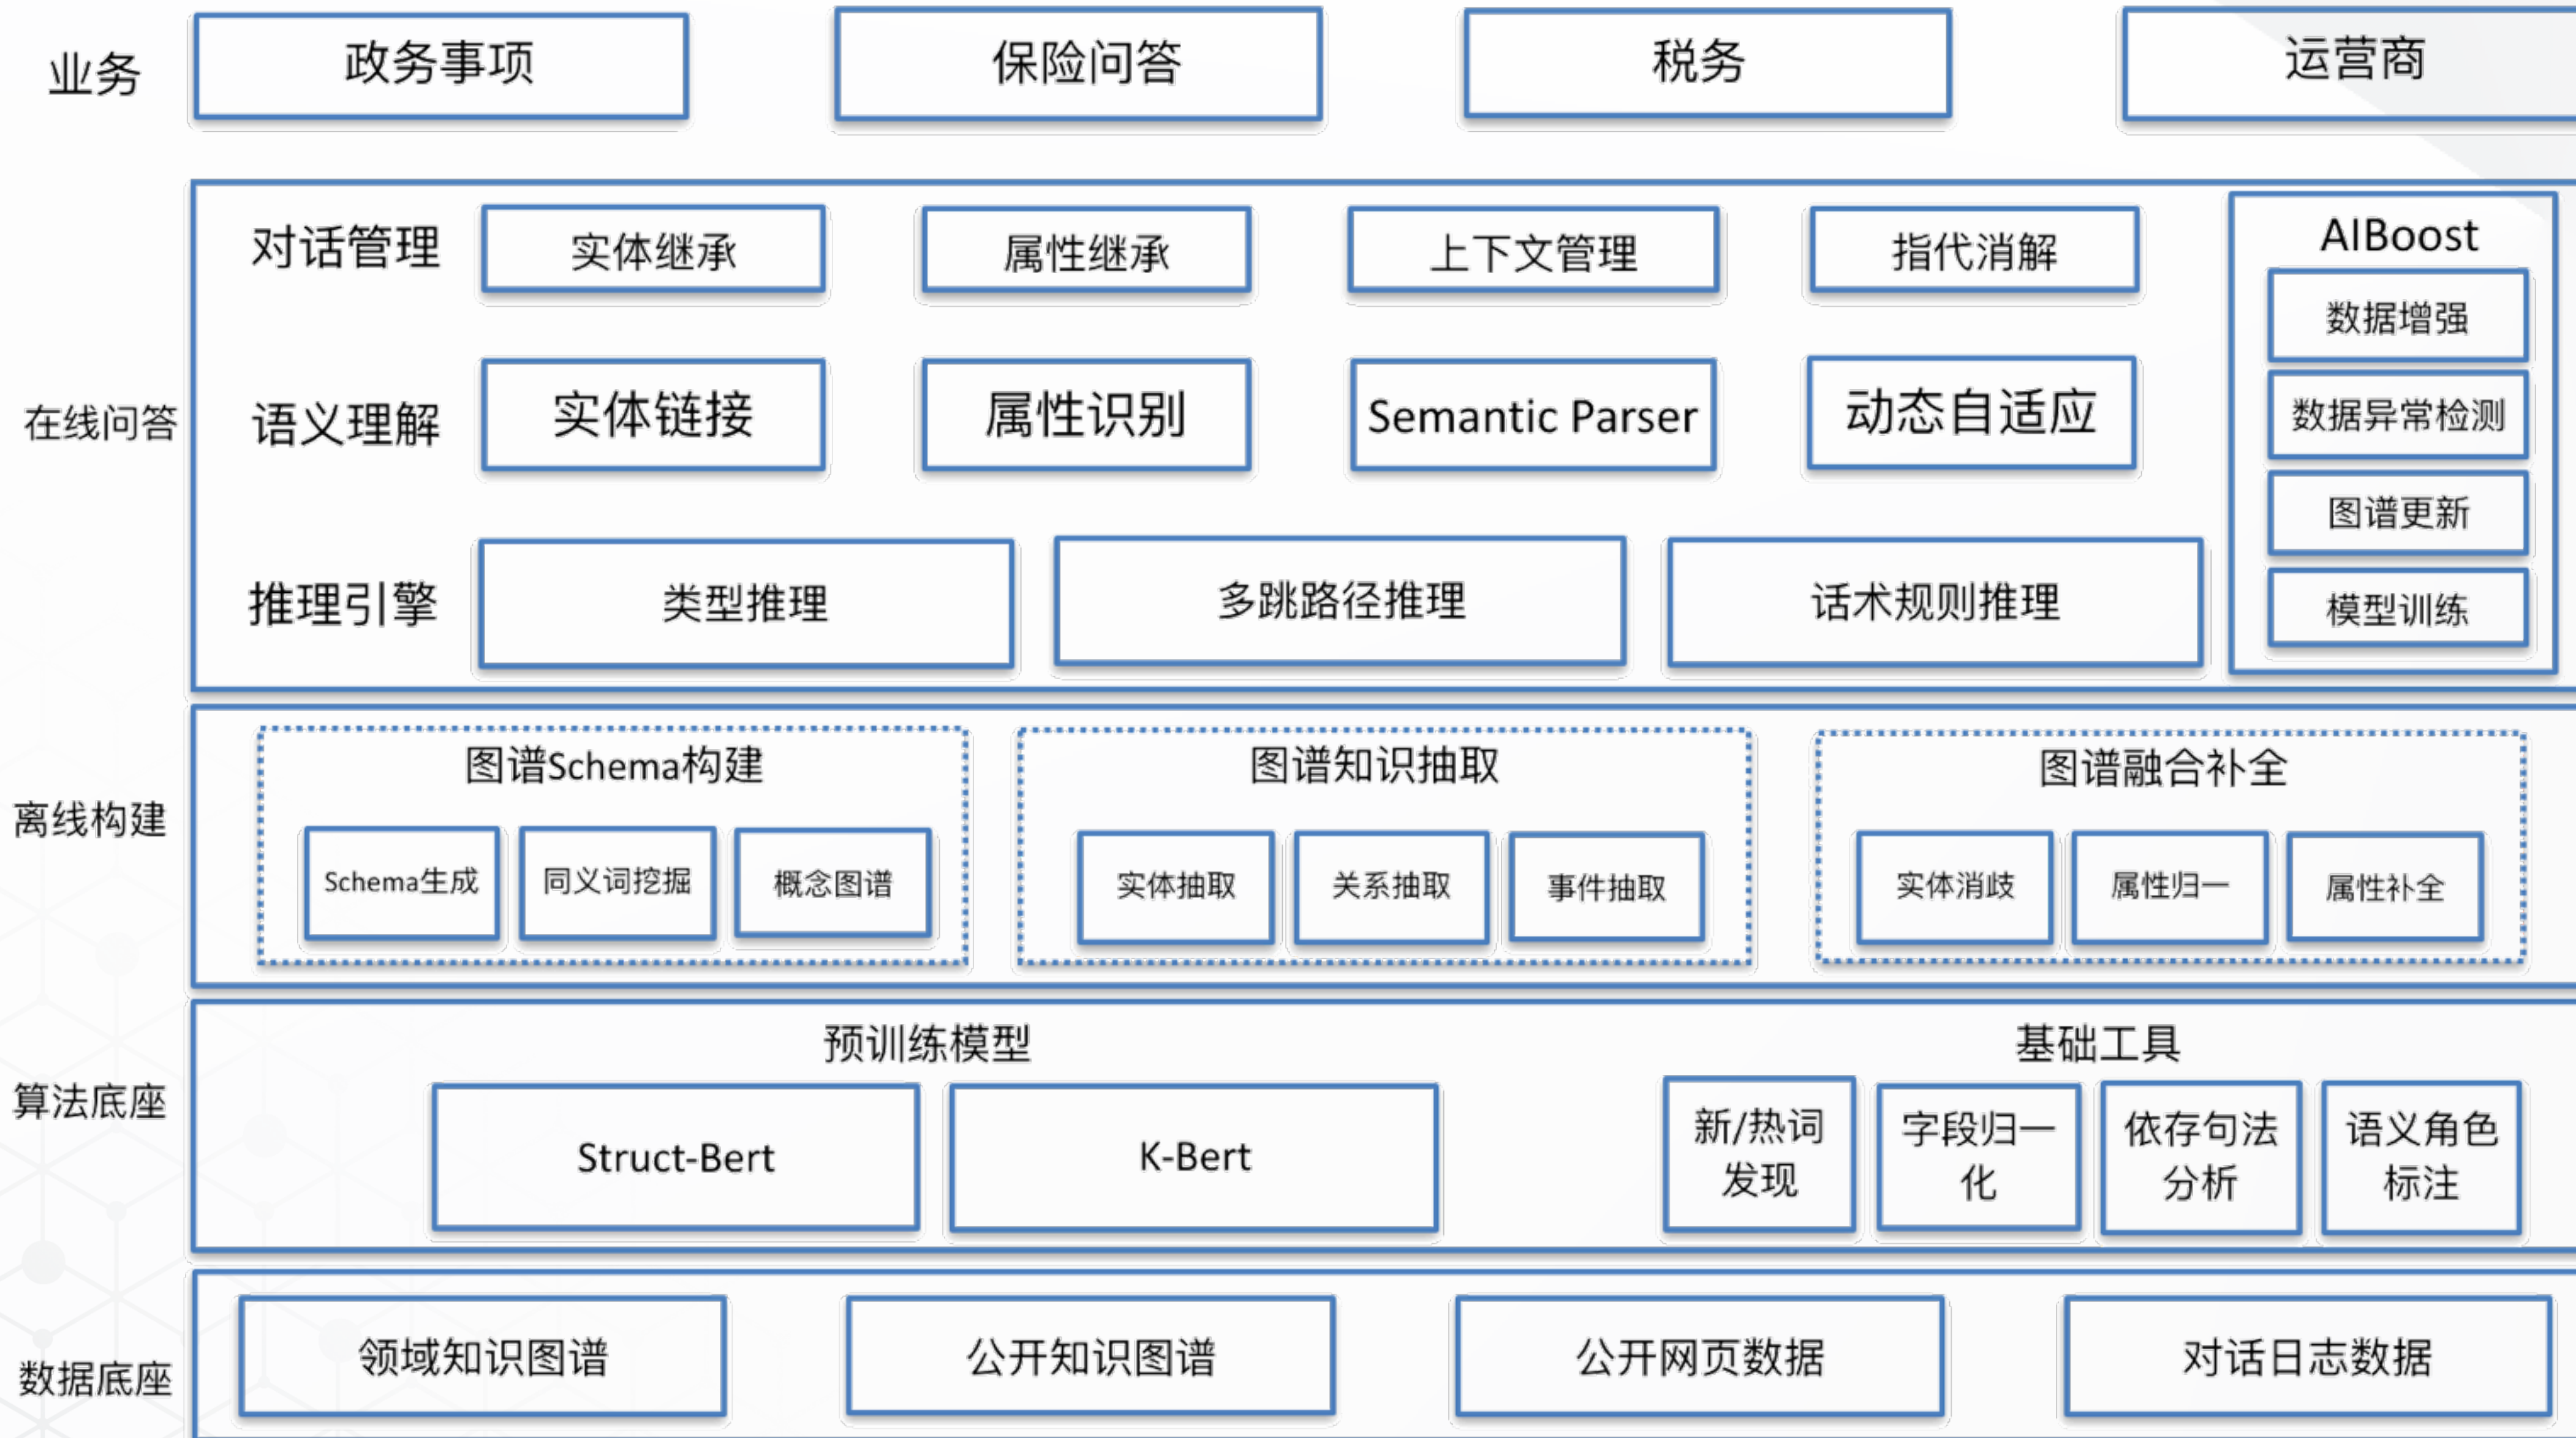 业务
政务事项
保险问答
税务
运营商
在线问答
对话管理
实体继承
属性继承
上下文管理
指代消解
语义理解
实体链接
属性识别
Semantic Parser
动态自适应
推理引擎
类型推理
多跳路径推理
话术规则推理
AIBoost
数据增强
数据异常检测
图谱更新
模型训练
离线构建
图谱Schema构建
Schema生成
同义词挖掘
概念图谱
图谱知识抽取
实体抽取
关系抽取
事件抽取
图谱融合补全
实体消歧
属性归一
属性补全
算法底座
预训练模型
Struct-Bert
K-Bert
基础工具
新/热词
发现
字段归一
化
依存句法
分析
语义角色
标注
数据底座
领域知识图谱
公开知识图谱
公开网页数据
对话日志数据